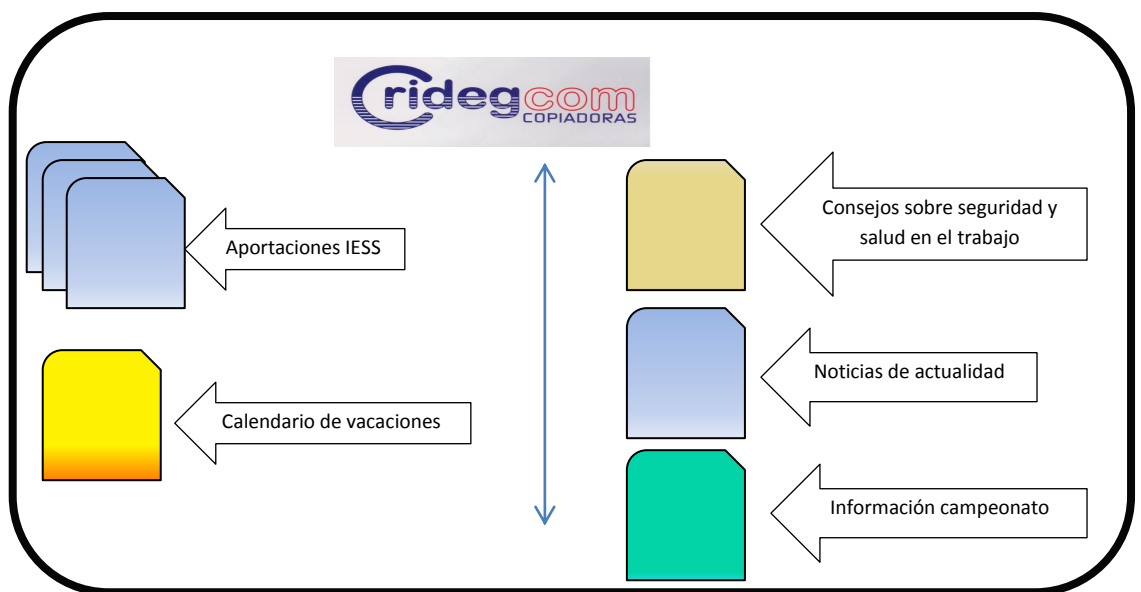 Cridegcom
COPIADORAS
Aportaciones IESS
Calendario de vacaciones
Consejos sobre seguridad y
salud en el trabajo
Noticias de actualidad
Información campeonato